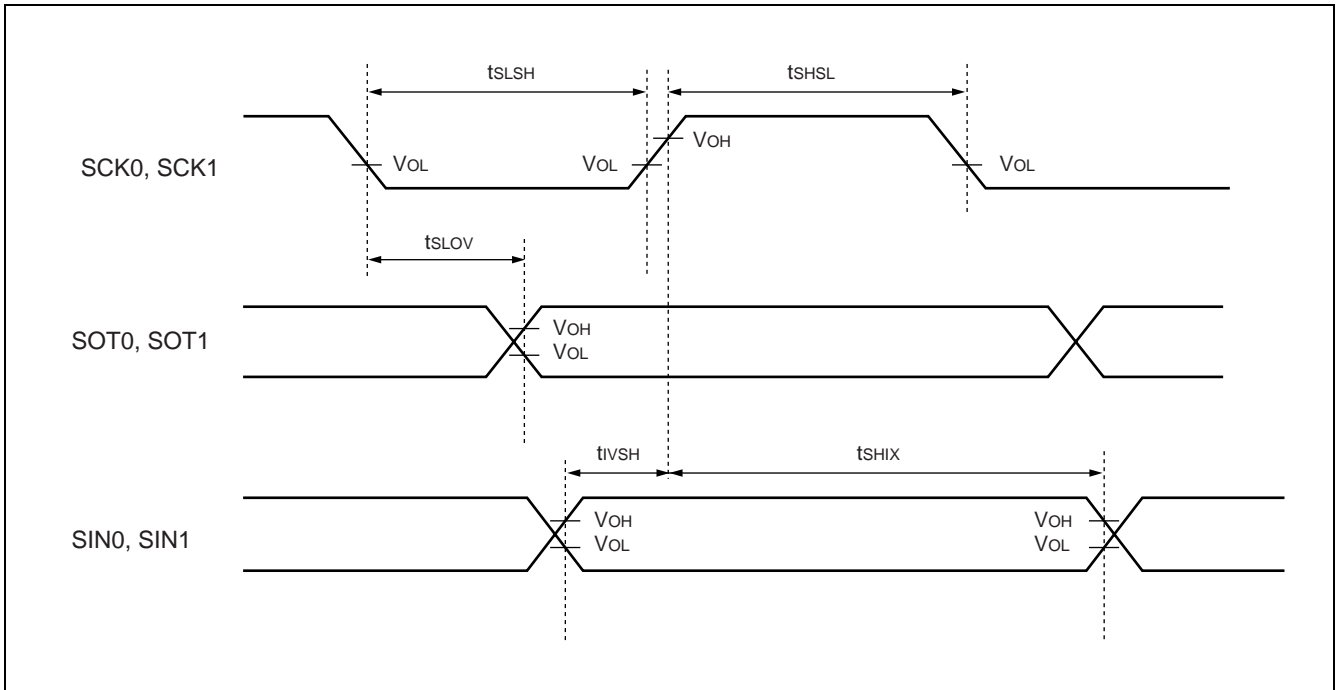 tSLSH
tSHSL
SCK0, SCK1
VOL
VOL
VOH
VOL
tSLOV
SOT0, SOT1
VOH
VOL
tIVSH
tSHIX
SIN0, SIN1
VOH
VOL
VOH
VOL